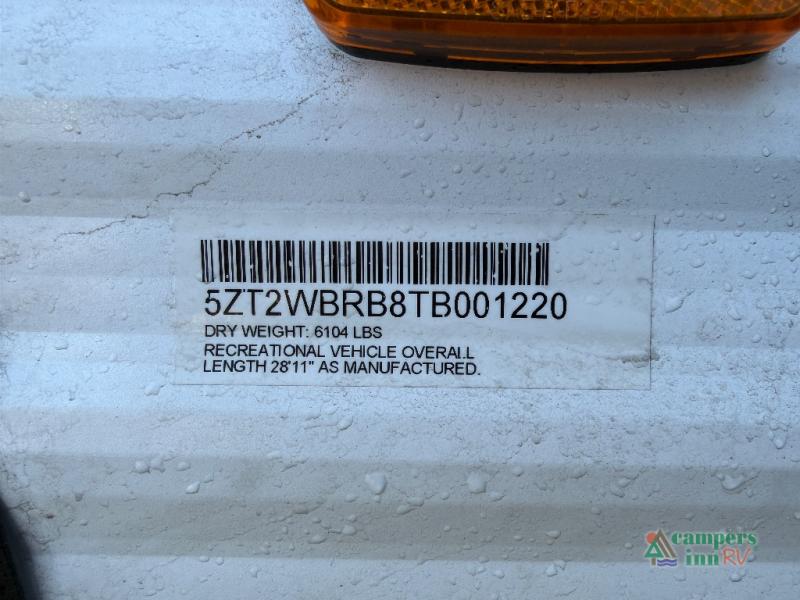 5ZT2WBRB8TB001220
DRY WEIGHT: 6104 LBS
RECREATIONAL VEHICLE OVERALL
LENGTH 28'11" AS MANUFACTURED.
campers
inn RV